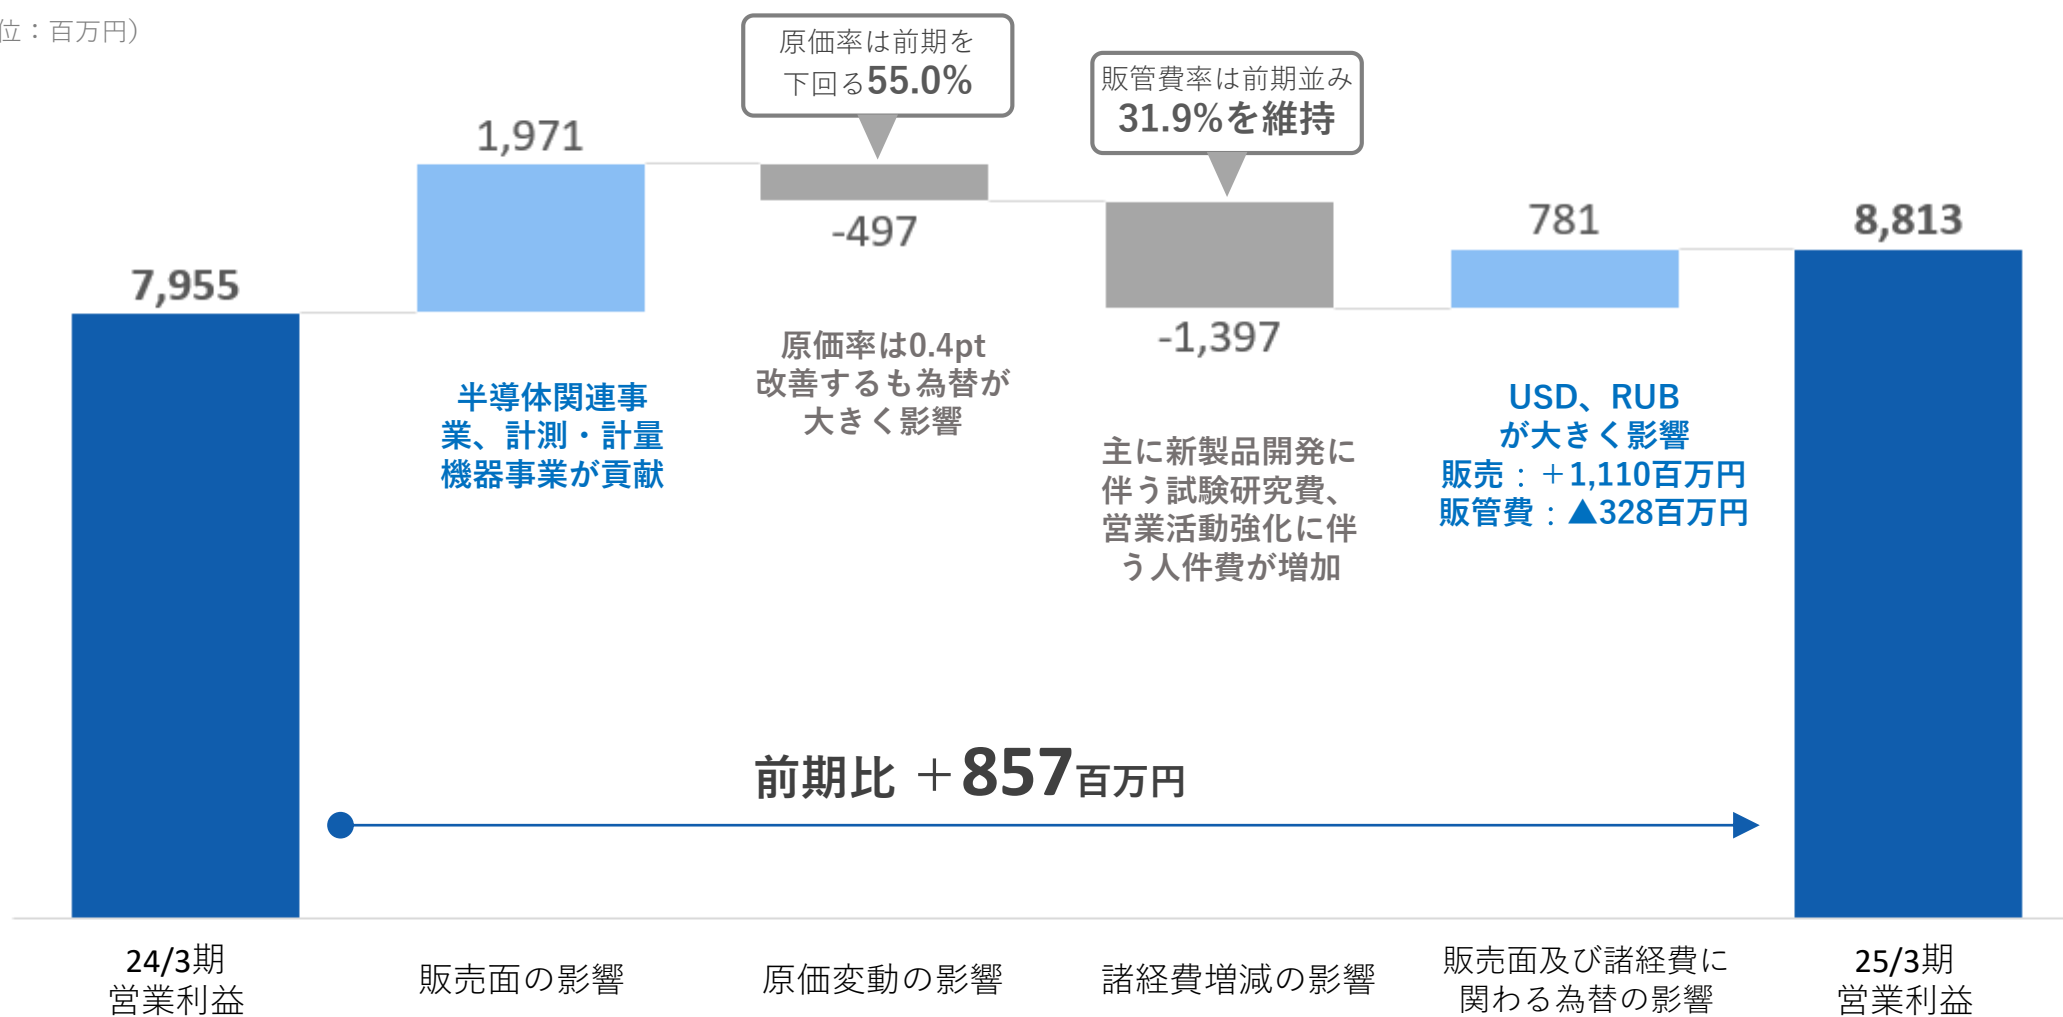 位：百万円）
原価率は前期を
下回る55.0%
販管費率は前期並み
31.9%を維持
7,955
1,971
-497
-1,397
781
8,813
半導体関連事
業、計測・計量
機器事業が貢献
原価率は0.4pt
改善するも為替が
大きく影響
主に新製品開発に
伴う試験研究費、
営業活動強化に伴
う人件費が増加
USD、RUB
が大きく影響
販売：＋1,110百万円
販管費：▲328百万円
前期比 ＋857百万円
24/3期
営業利益
販売面の影響
原価変動の影響
諸経費増減の影響
販売面及び諸経費に
関わる為替の影響
25/3期
営業利益